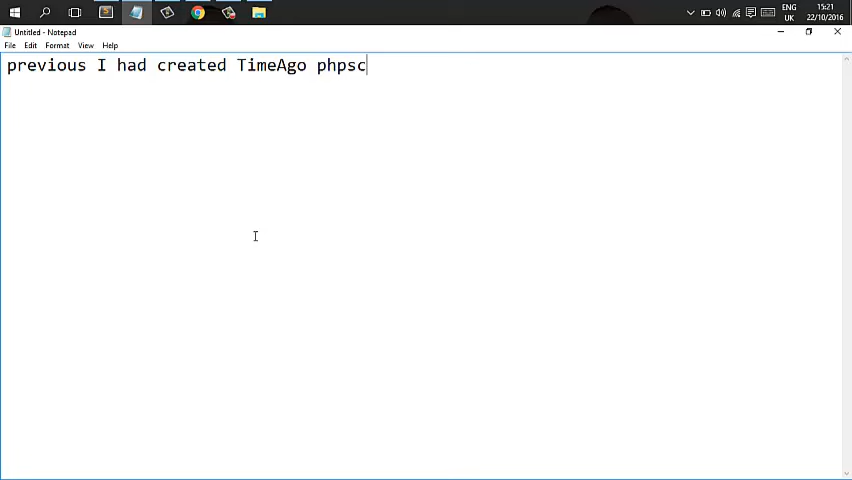 ENG 15:21
UK 22/10/2016
Untitled - Notepad
File Edit Format View Help
previous I had created TimeAgo phpsc